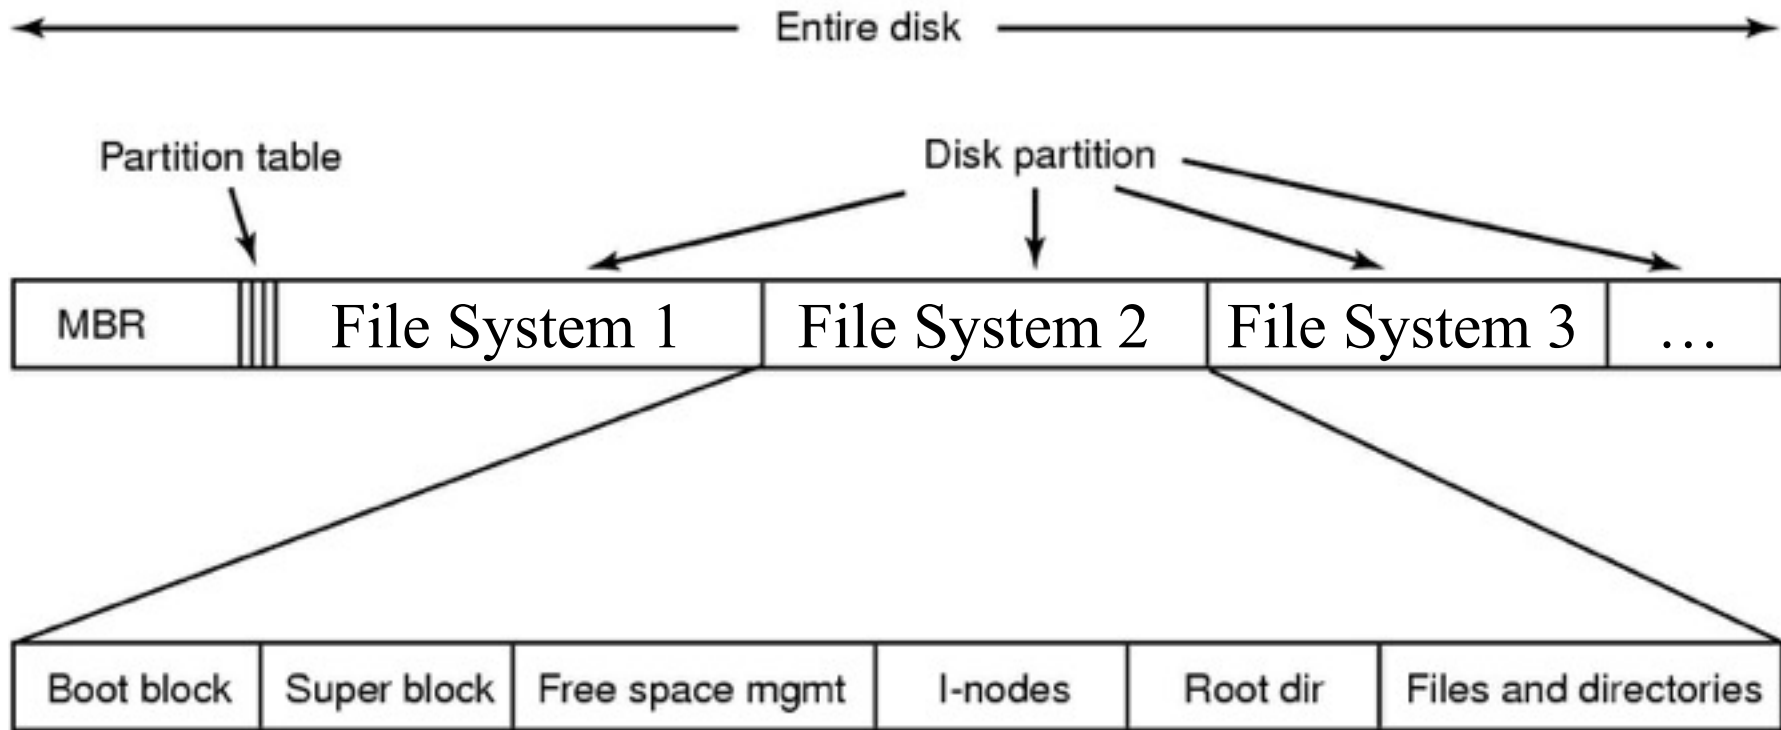 Entire disk
Partition table
Disk partition
MBR
File System 1
File System 2
File System 3
...
Boot block
Super block
Free space mgmt
I-nodes
Root dir
Files and directories